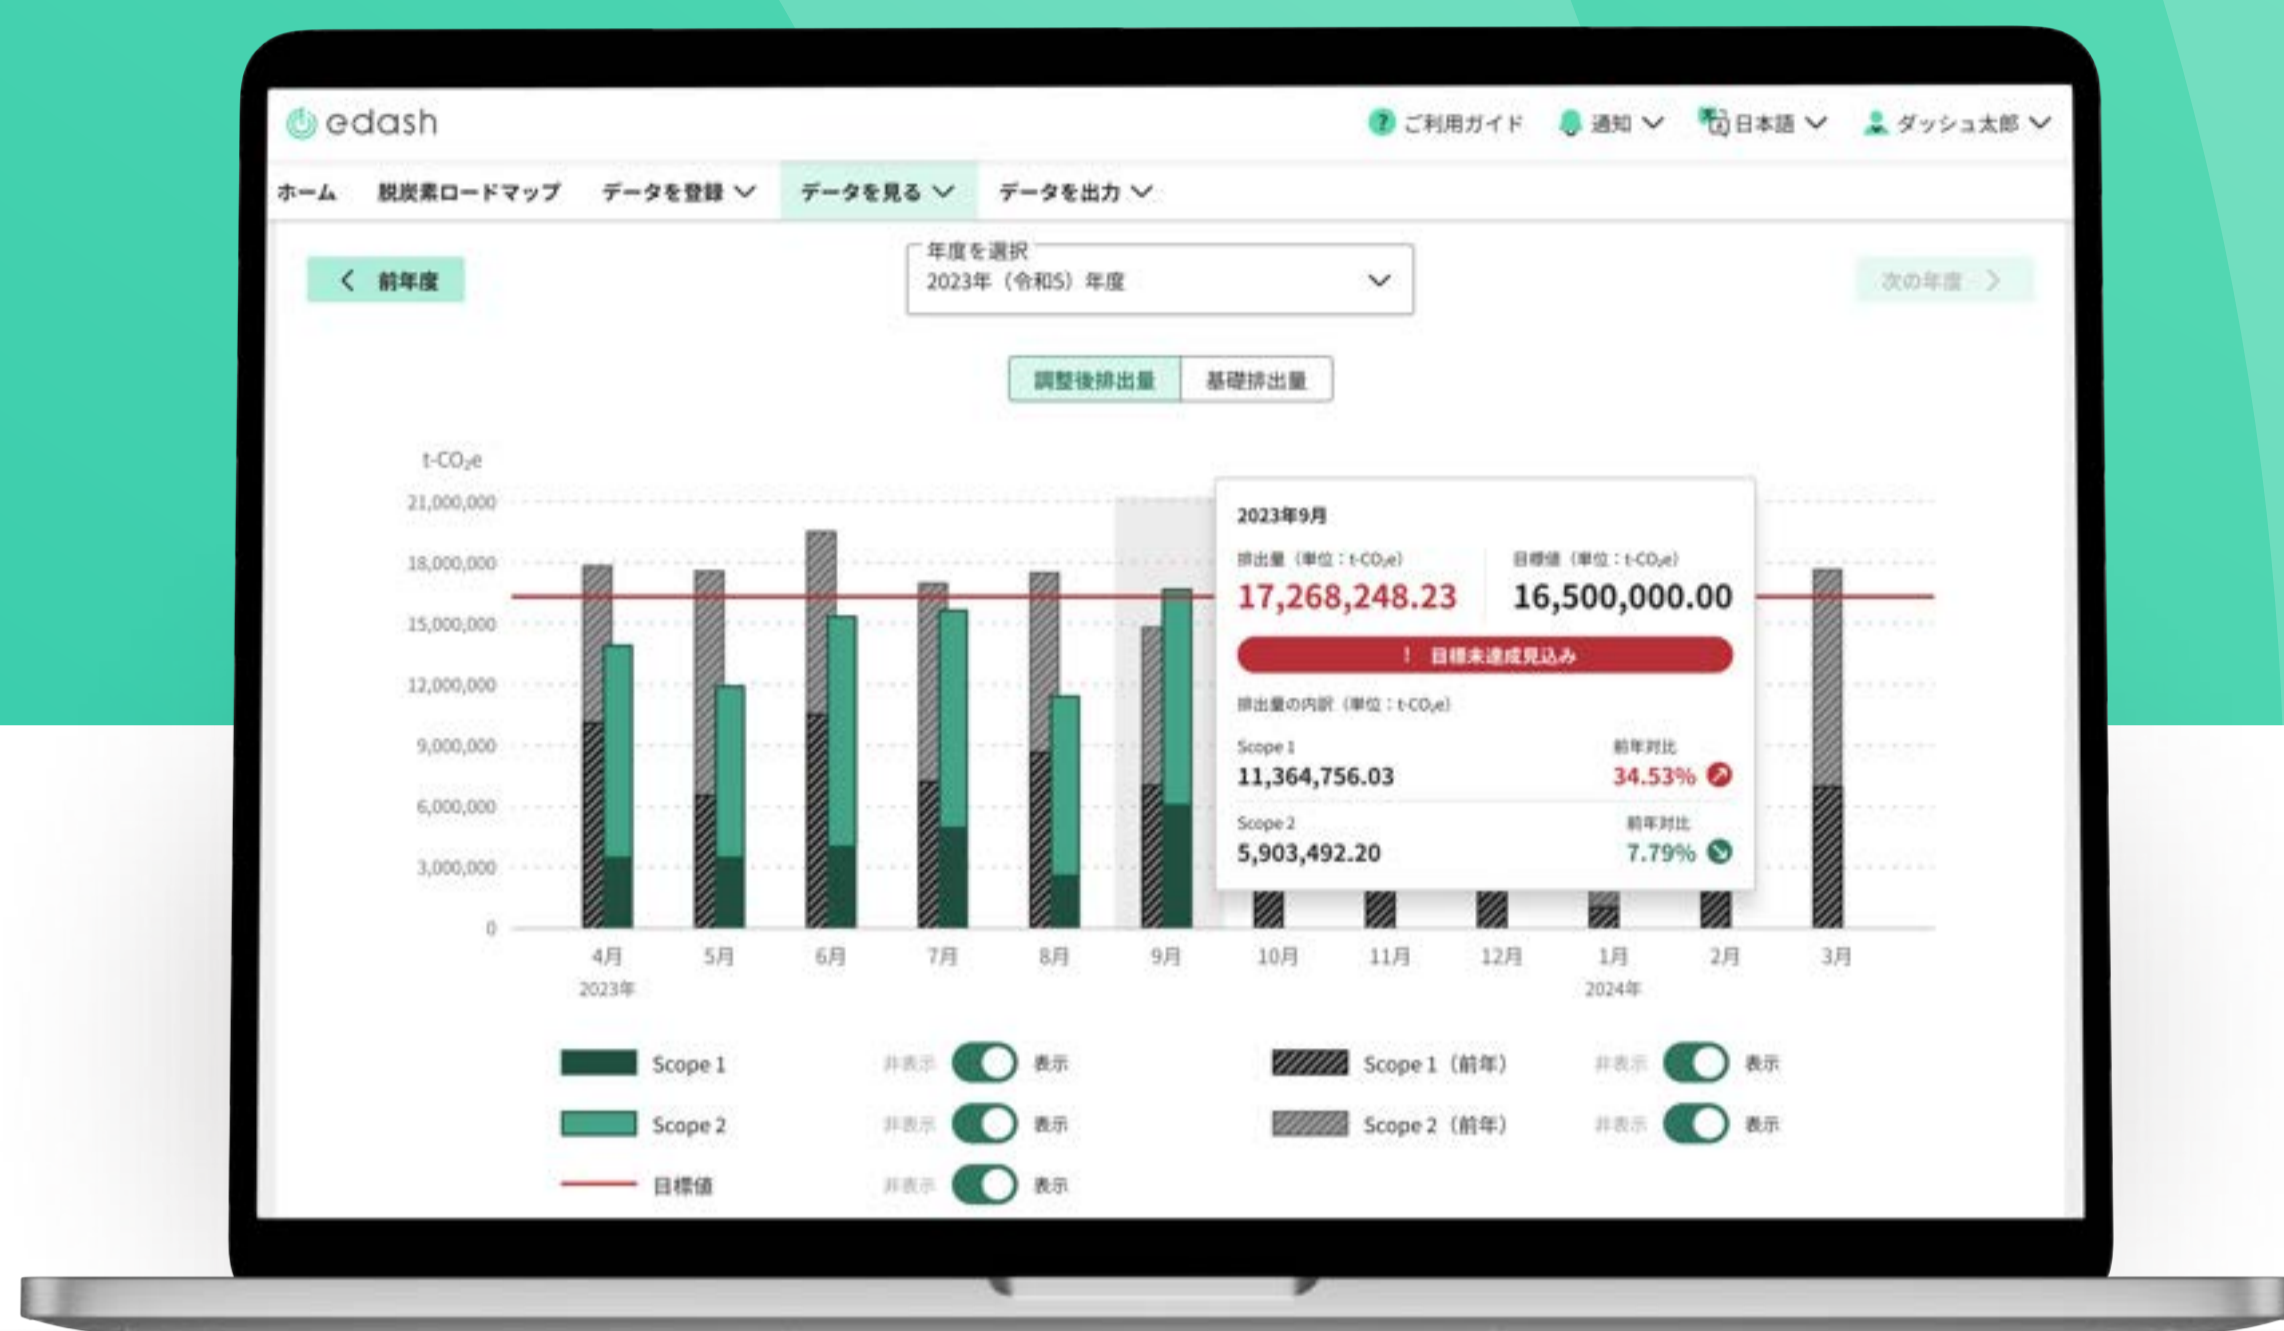 edash
ご利用ガイド 通知 日本語 ダッシュ太郎
ホーム 脱炭素ロードマップ データを登録 データを見る データを出力
前年度
年度を選択
2023年（令和5）年度
次の年度
調整後排出量 基礎排出量
t-CO₂e
21,000,000
18,000,000
15,000,000
12,000,000
9,000,000
6,000,000
3,000,000
0
2023年9月
排出量（単位：t-CO₂e） 目標値（単位：t-CO₂e）
17,268,248.23 16,500,000.00
! 目標未達成見込み
排出量の内訳（単位：t-CO₂e）
Scope 1 前年対比
11,364,756.03 34.53%
Scope 2 前年対比
5,903,492.20 7.79%
4月 5月 6月 7月 8月 9月 10月 11月 12月 1月 2月 3月
2023年 2024年
Scope 1 非表示 表示 Scope 1（前年） 非表示 表示
Scope 2 非表示 表示 Scope 2（前年） 非表示 表示
目標値 非表示 表示